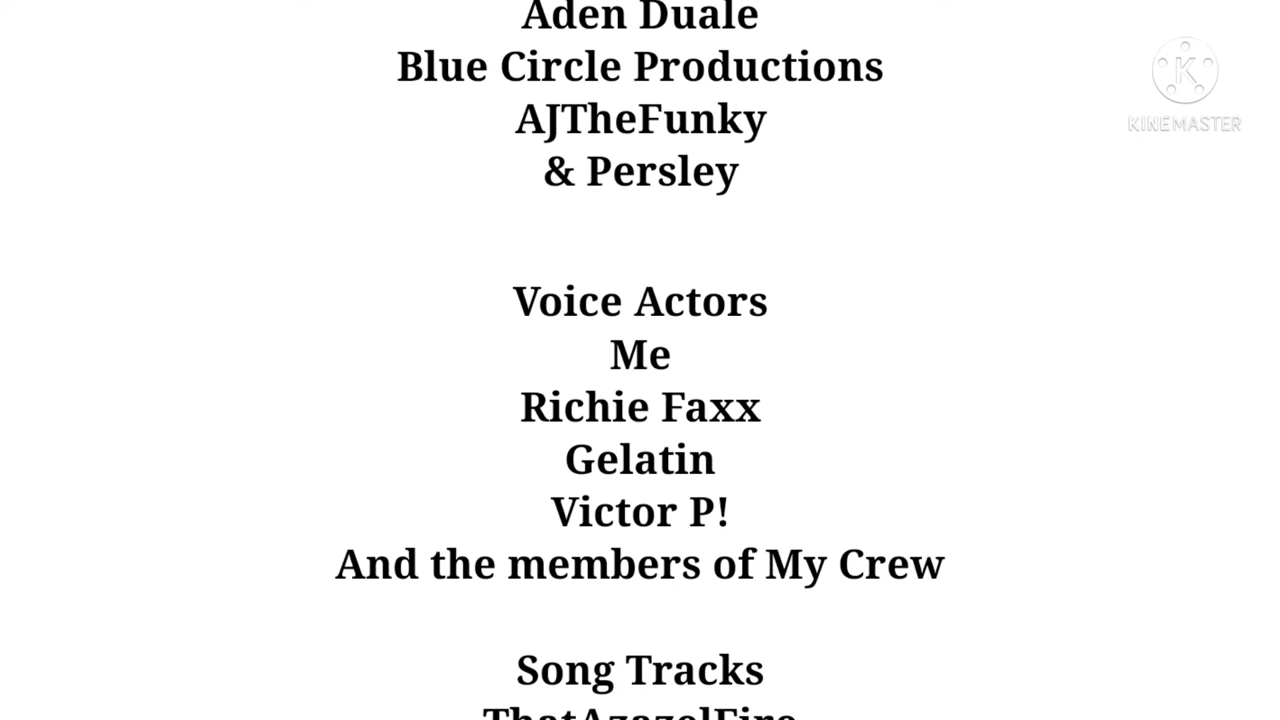 Aden Duale
Blue Circle Productions
AJTheFunky
& Persley
K
KINEMASTER
Voice Actors
Me
Richie Faxx
Gelatin
Victor P!
And the members of My Crew
Song Tracks
ThatAzazelFire